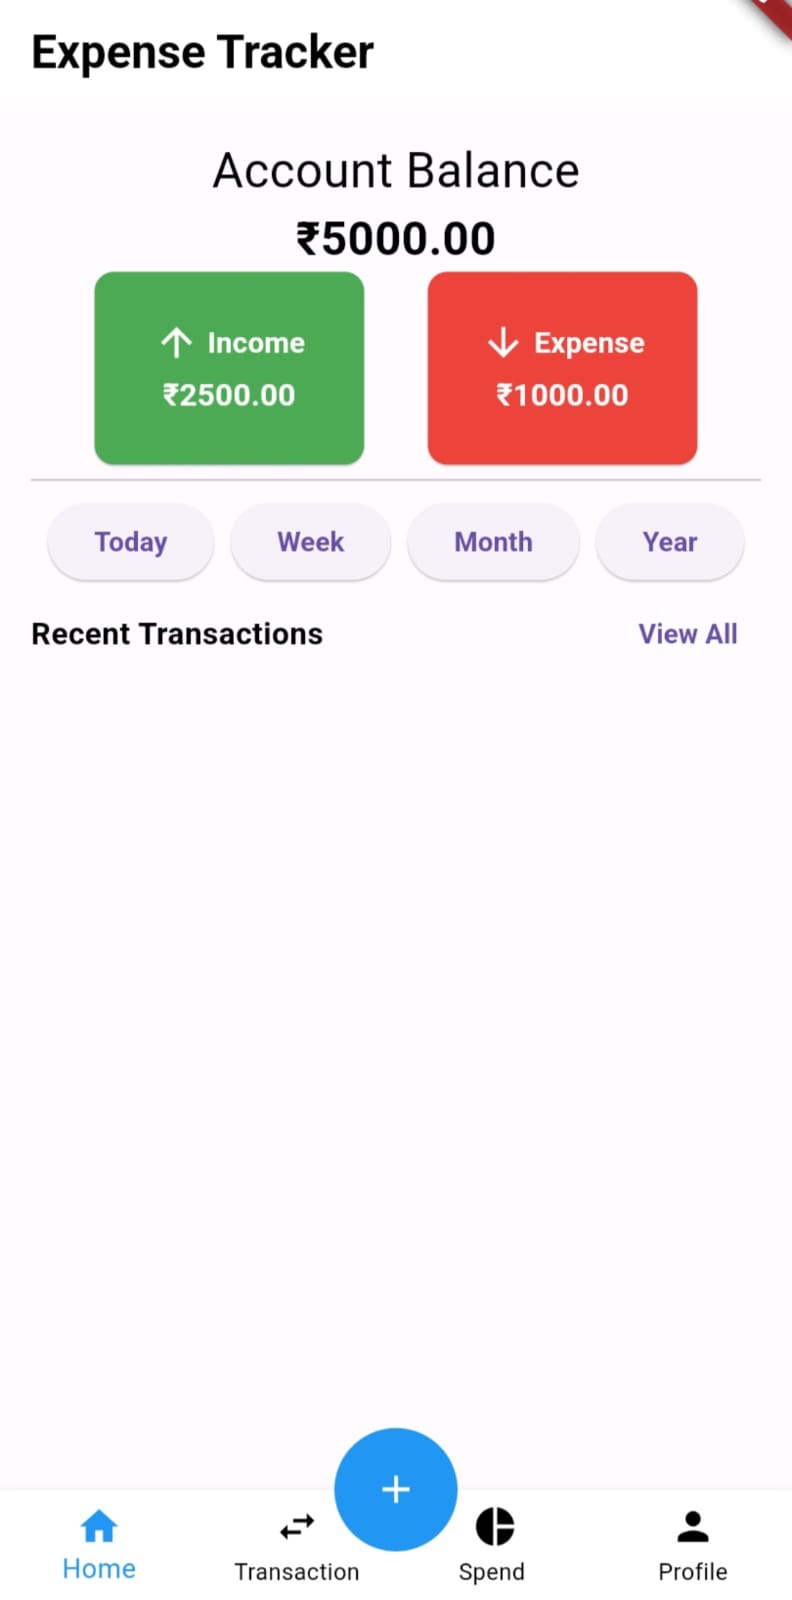 Expense Tracker
Account Balance
₹5000.00
Income
₹2500.00
Expense
₹1000.00
Today Week Month Year
Recent Transactions View All
+
Home Transaction Spend Profile